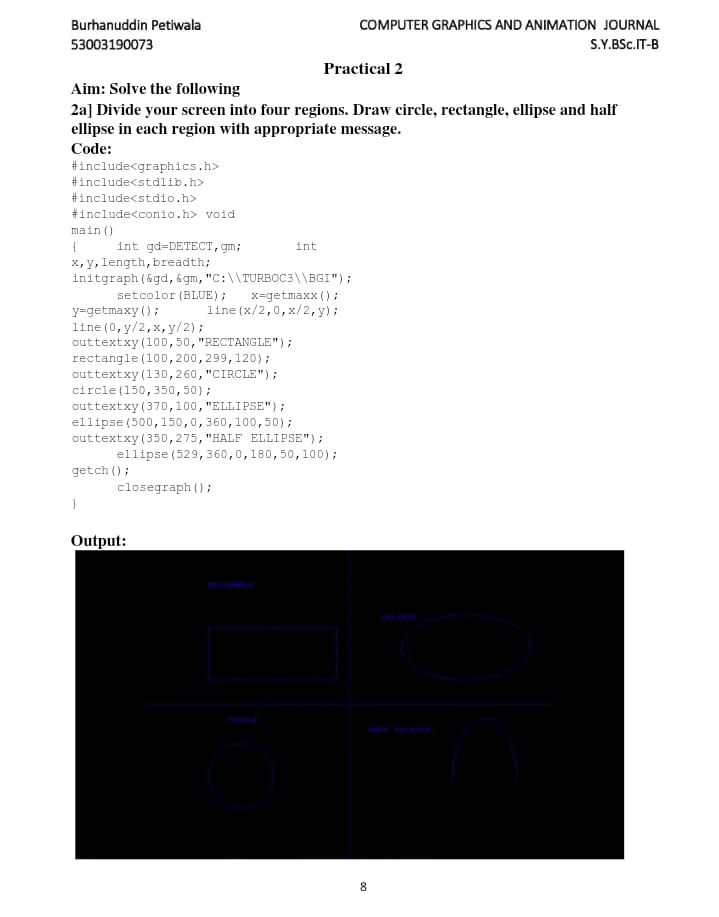 Burhanuddin Petiwala COMPUTER GRAPHICS AND ANIMATION JOURNAL
53003190073 S.Y.BSc.IT-B
Practical 2
Aim: Solve the following
2a] Divide your screen into four regions. Draw circle, rectangle, ellipse and half
ellipse in each region with appropriate message.
Code:
#include<graphics.h>
#include<stdlib.h>
#include<stdio.h>
#include<conio.h> void
main()
{ int gd=DETECT,gm; int
x,y,length,breadth;
initgraph(&gd,&gm,"C:\\TURBOC3\\BGI");
setcolor(BLUE); x=getmaxx();
y=getmaxy(); line(x/2,0,x/2,y);
line(0,y/2,x,y/2);
outtextxy(100,50,"RECTANGLE");
rectangle(100,200,299,120);
outtextxy(130,260,"CIRCLE");
circle(150,350,50);
outtextxy(370,100,"ELLIPSE");
ellipse(500,150,0,360,100,50);
outtextxy(350,275,"HALF ELLIPSE");
ellipse(529,360,0,180,50,100);
getch();
closegraph();
}
Output:
RECTANGLE
ELLIPSE
CIRCLE
HALF ELLIPSE
8